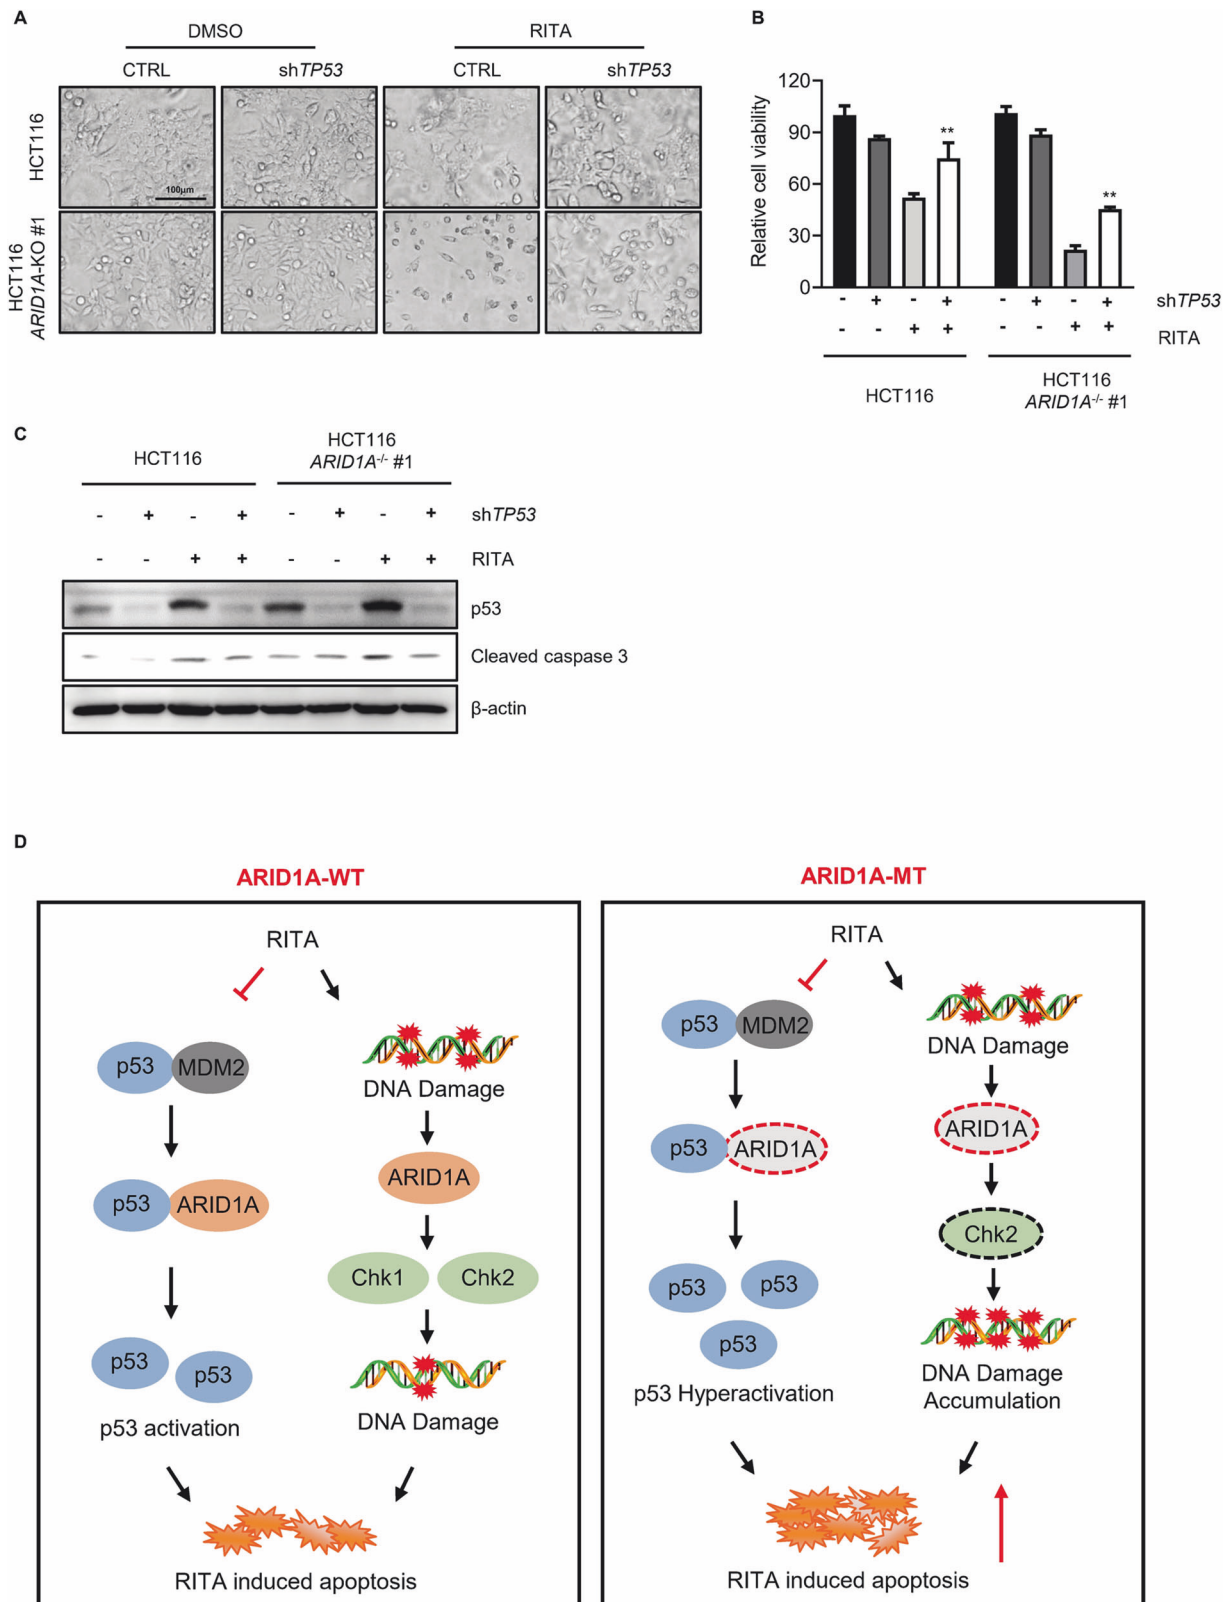 A
DMSO
RITA
CTRL
shTP53
CTRL
shTP53
HCT116
100µm
HCT116
ARID1A-KO #1
B
Relative cell viability
120
90
60
30
0
**
**
- + - + - + - + shTP53
- - + + - - + + RITA
HCT116
HCT116
ARID1A-/- #1
C
HCT116
HCT116
ARID1A-/- #1
- + - + - + - + shTP53
- - + + - - + + RITA
p53
Cleaved caspase 3
β-actin
D
ARID1A-WT
RITA
p53 MDM2
DNA Damage
p53 ARID1A
ARID1A
Chk1 Chk2
p53 p53
p53 activation
DNA Damage
RITA induced apoptosis
ARID1A-MT
RITA
p53 MDM2
DNA Damage
p53 ARID1A
ARID1A
Chk2
p53 p53
p53
p53 Hyperactivation
DNA Damage
Accumulation
RITA induced apoptosis